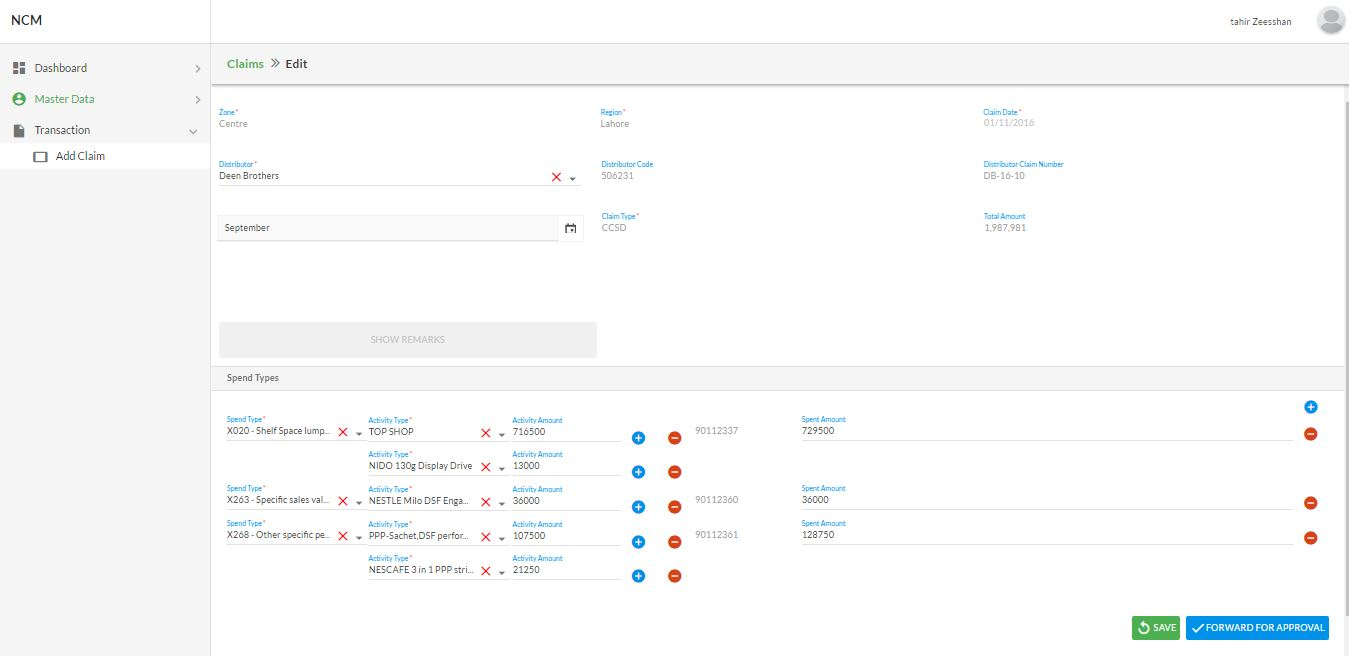 NCM
tahir Zeesshan
Dashboard
Master Data
Transaction
Add Claim
Claims » Edit
Zone* Region* Claim Date*
Centre Lahore 01/11/2016
Distributor* Distributor Code Distributor Claim Number
Deen Brothers 506231 DB-16-10
Claim Type* Total Amount
September CCSD 1,987,981
SHOW REMARKS
Spend Types
Spend Type* Activity Type* Activity Amount Spent Amount
X020 - Shelf Space lump... TOP SHOP 716500 90112337 729500
Activity Type* Activity Amount
NIDO 130g Display Drive 13000
Spend Type* Activity Type* Activity Amount Spent Amount
X263 - Specific sales val... NESTLE Milo DSF Enga... 36000 90112360 36000
Spend Type* Activity Type* Activity Amount Spent Amount
X268 - Other specific pe... PPP-Sachet,DSF perfor... 107500 90112361 128750
Activity Type* Activity Amount
NESCAFE 3 in 1 PPP stri... 21250
SAVE FORWARD FOR APPROVAL